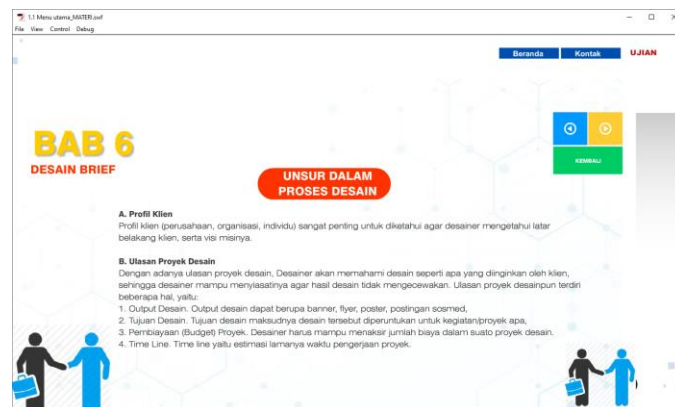 1.1 Menu utama_MATERI.swf
File View Control Debug
Beranda Kontak UJIAN
BAB 6
DESAIN BRIEF
KEMBALI
UNSUR DALAM
PROSES DESAIN
A. Profil Klien
Profil klien (perusahaan, organisasi, individu) sangat penting untuk diketahui agar desainer mengetahui latar
belakang klien, serta visi misinya.
B. Ulasan Proyek Desain
Dengan adanya ulasan proyek desain, Desainer akan memahami desain seperti apa yang diinginkan oleh klien,
sehingga desainer mampu menyiasatinya agar hasil desain tidak mengecewakan. Ulasan proyek desainpun terdiri
beberapa hal, yaitu:
1. Output Desain. Output desain dapat berupa banner, flyer, poster, postingan sosmed,
2. Tujuan Desain. Tujuan desain maksudnya desain tersebut diperuntukan untuk kegiatan/proyek apa,
3. Pembiayaan (Budget) Proyek. Desainer harus mampu menaksir jumlah biaya dalam suato proyek desain.
4. Time Line. Time line yaitu estimasi lamanya waktu pengerjaan proyek.